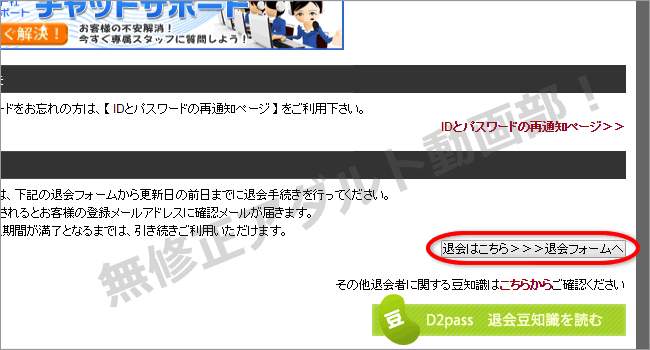 チャットサポート
ポート
お客様の不安解消！
今すぐ専属スタッフに質問しよう！
ぐ解決！
ードをお忘れの方は、【 IDとパスワードの再通知ページ 】 をご利用下さい。
IDとパスワードの再通知ページ＞＞
は、下記の退会フォームから更新日の前日までに退会手続きを行ってください。
されるとお客様の登録メールアドレスに確認メールが届きます。
期間が満了となるまでは、引き続きご利用いただけます。
退会はこちら＞＞＞退会フォームへ
その他退会者に関する豆知識はこちらからご確認ください
豆 D2pass 退会豆知識を読む
無修正アダルト動画部！